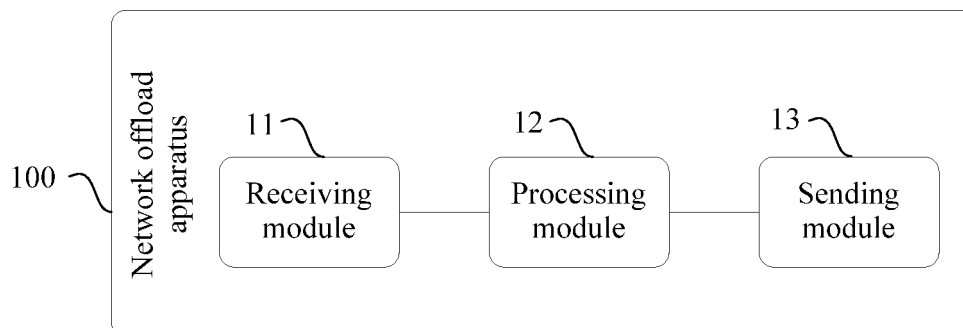 100
Network offload
apparatus
11
Receiving
module
12
Processing
module
13
Sending
module